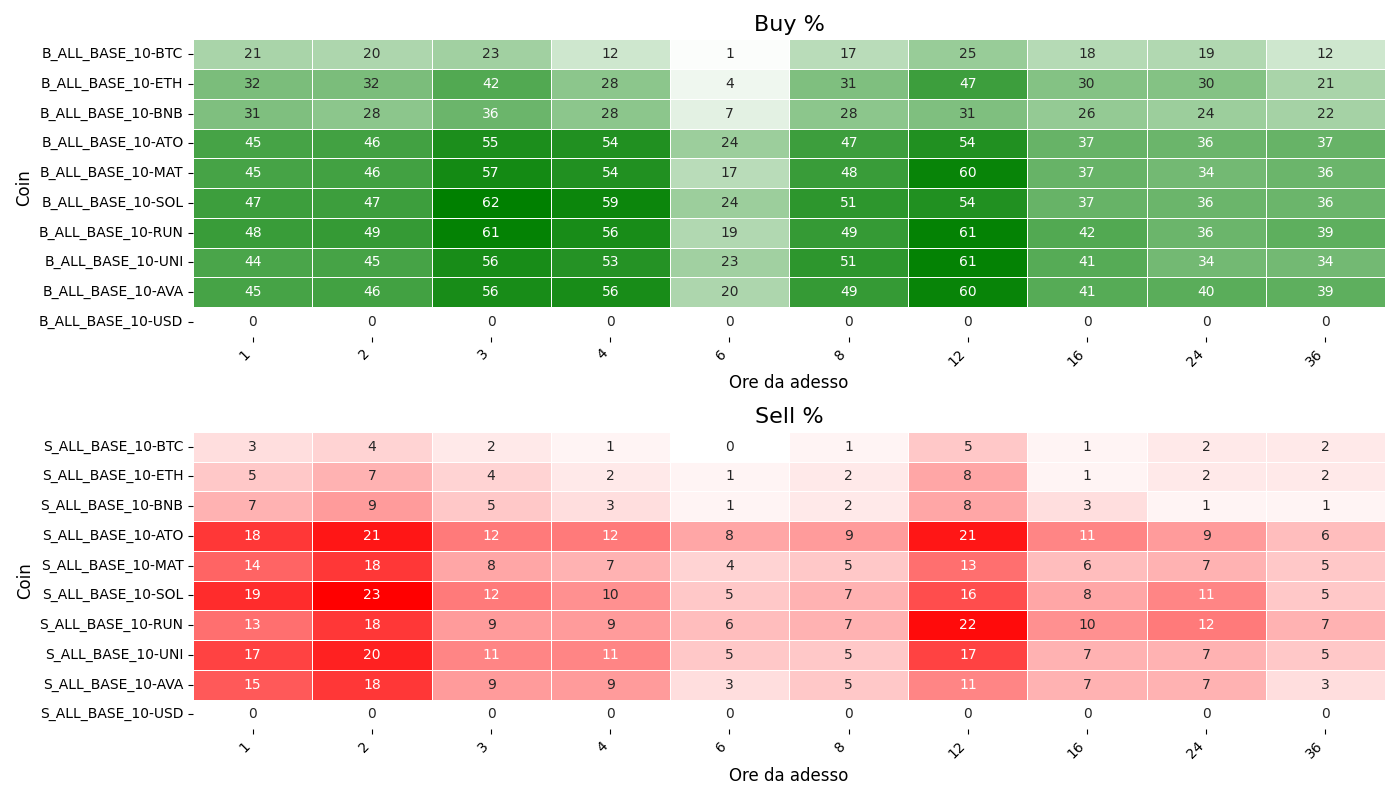 Buy %
Coin
B_ALL_BASE_10-BTC 21 20 23 12 1 17 25 18 19 12
B_ALL_BASE_10-ETH 32 32 42 28 4 31 47 30 30 21
B_ALL_BASE_10-BNB 31 28 36 28 7 28 31 26 24 22
B_ALL_BASE_10-ATO 45 46 55 54 24 47 54 37 36 37
B_ALL_BASE_10-MAT 45 46 57 54 17 48 60 37 34 36
B_ALL_BASE_10-SOL 47 47 62 59 24 51 54 37 36 36
B_ALL_BASE_10-RUN 48 49 61 56 19 49 61 42 36 39
B_ALL_BASE_10-UNI 44 45 56 53 23 51 61 41 34 34
B_ALL_BASE_10-AVA 45 46 56 56 20 49 60 41 40 39
B_ALL_BASE_10-USD 0 0 0 0 0 0 0 0 0 0
1 2 3 4 6 8 12 16 24 36
Ore da adesso
Sell %
Coin
S_ALL_BASE_10-BTC 3 4 2 1 0 1 5 1 2 2
S_ALL_BASE_10-ETH 5 7 4 2 1 2 8 1 2 2
S_ALL_BASE_10-BNB 7 9 5 3 1 2 8 3 1 1
S_ALL_BASE_10-ATO 18 21 12 12 8 9 21 11 9 6
S_ALL_BASE_10-MAT 14 18 8 7 4 5 13 6 7 5
S_ALL_BASE_10-SOL 19 23 12 10 5 7 16 8 11 5
S_ALL_BASE_10-RUN 13 18 9 9 6 7 22 10 12 7
S_ALL_BASE_10-UNI 17 20 11 11 5 5 17 7 7 5
S_ALL_BASE_10-AVA 15 18 9 9 3 5 11 7 7 3
S_ALL_BASE_10-USD 0 0 0 0 0 0 0 0 0 0
1 2 3 4 6 8 12 16 24 36
Ore da adesso